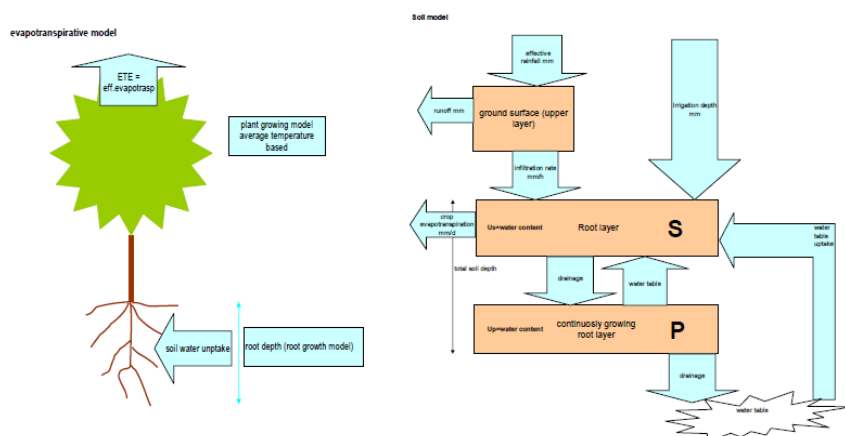 evapotranspirative model
ETE =
eff.evapotrasp
plant growing model
average temperature
based
soil water unptake
root depth (root growth model)
Soil model
effective
rainfall mm
runoff mm
ground surface (upper
layer)
Irrigation depth
mm
infiltration rate
mm/h
crop
evapotranspiration
mm/d
Us=water content
Root layer
S
water
table
uptake
total soil depth
drainage
water table
Up=water content
continuosly growing
root layer
P
drainage
water table